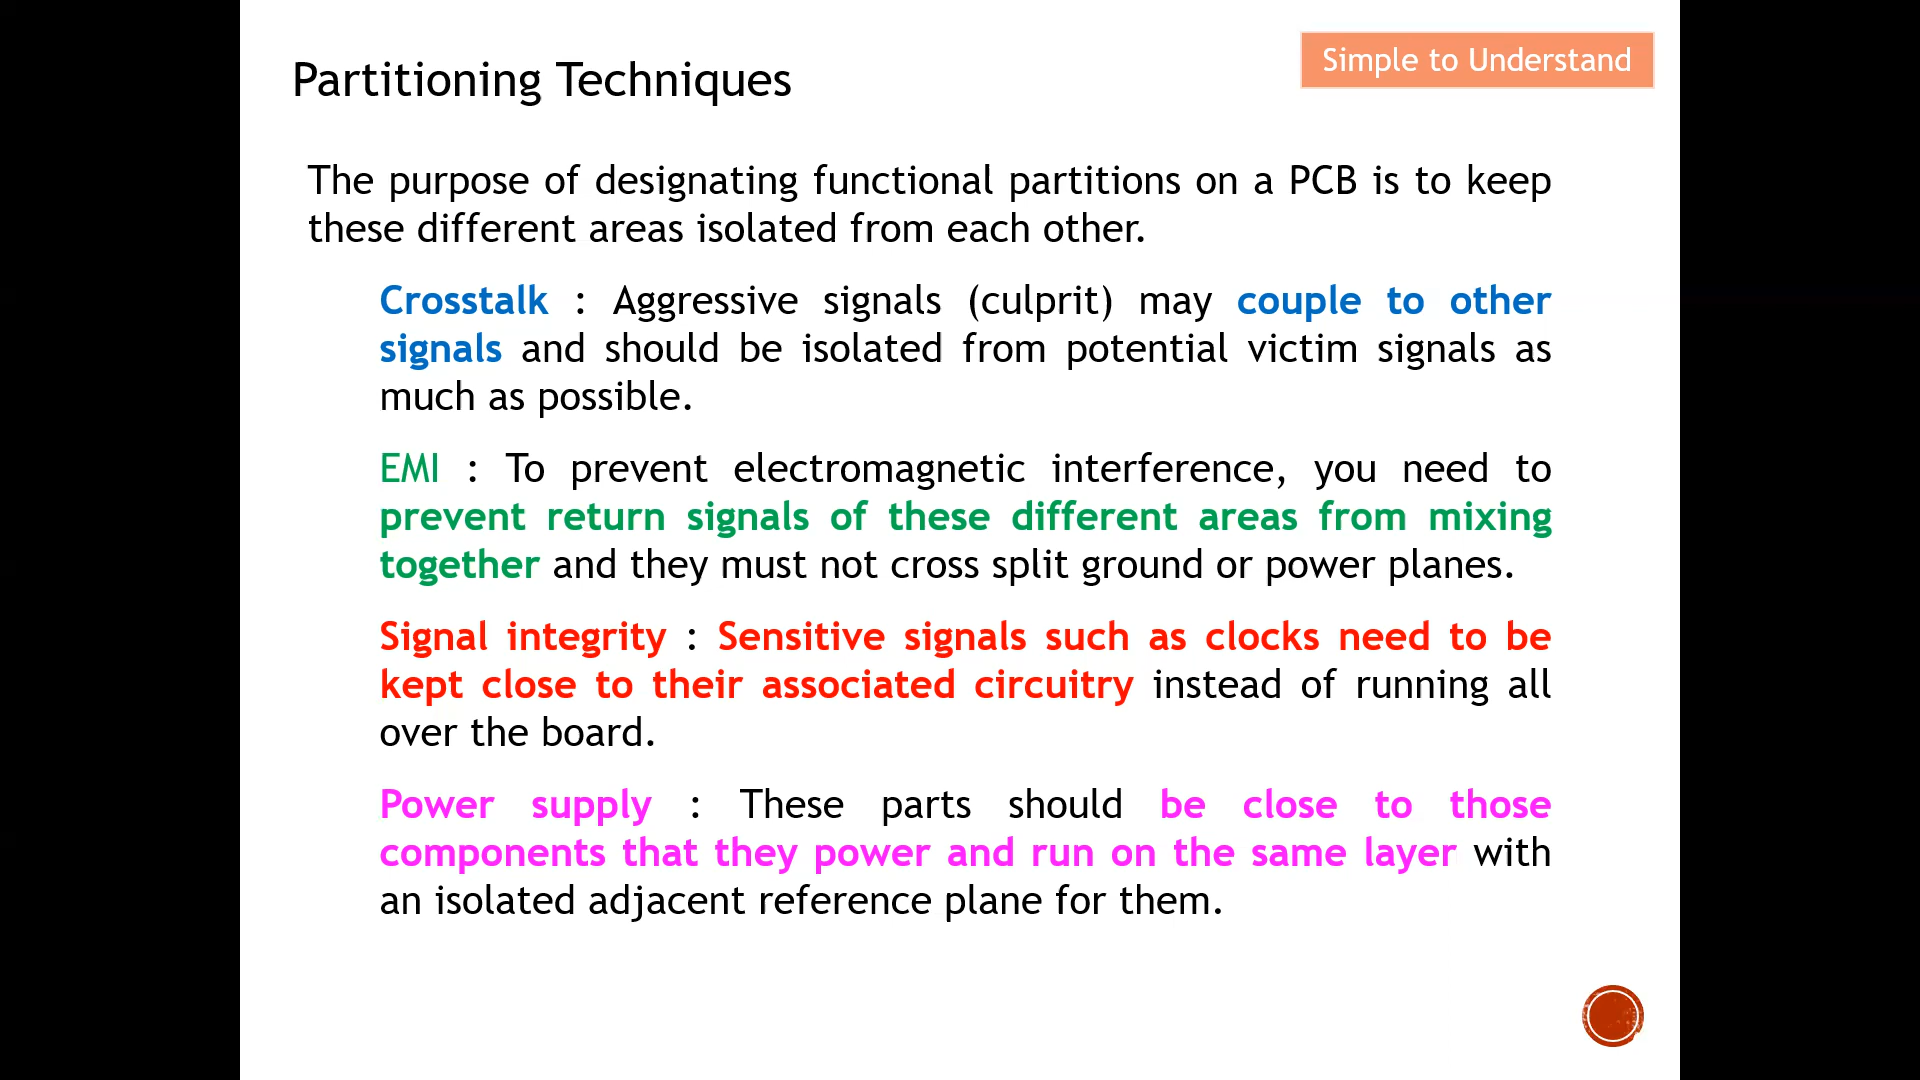 Simple to Understand
Partitioning Techniques
The purpose of designating functional partitions on a PCB is to keep
these different areas isolated from each other.
Crosstalk : Aggressive signals (culprit) may couple to other
signals and should be isolated from potential victim signals as
much as possible.
EMI : To prevent electromagnetic interference, you need to
prevent return signals of these different areas from mixing
together and they must not cross split ground or power planes.
Signal integrity : Sensitive signals such as clocks need to be
kept close to their associated circuitry instead of running all
over the board.
Power supply : These parts should be close to those
components that they power and run on the same layer with
an isolated adjacent reference plane for them.